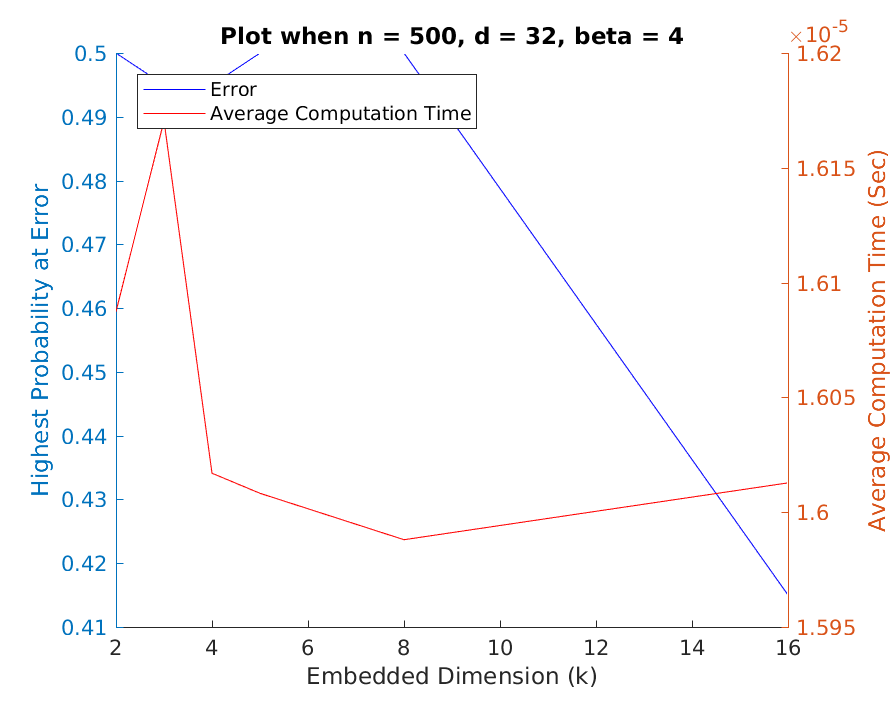 Plot when n = 500, d = 32, beta = 4
×10-5
Error
Average Computation Time
Highest Probability at Error
0.5
0.49
0.48
0.47
0.46
0.45
0.44
0.43
0.42
0.41
1.62
1.615
1.61
1.605
1.6
1.595
Average Computation Time (Sec)
2 4 6 8 10 12 14 16
Embedded Dimension (k)